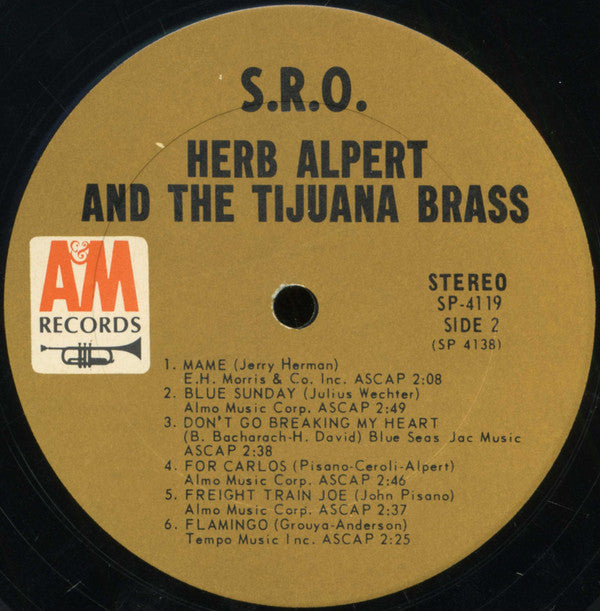 S.R.O.
HERB ALPERT
AND THE TIJUANA BRASS
A&M
RECORDS
STEREO
SP-4119
SIDE 2
(SP 4138)
1. MAME (Jerry Herman)
E.H. Morris & Co. Inc. ASCAP 2:08
2. BLUE SUNDAY (Julius Wechter)
Almo Music Corp. ASCAP 2:49
3. DON'T GO BREAKING MY HEART
(B. Bacharach-H. David) Blue Seas Jac Music
ASCAP 2:38
4. FOR CARLOS (Pisano-Ceroli-Alpert)
Almo Music Corp. ASCAP 2:46
5. FREIGHT TRAIN JOE (John Pisano)
Almo Music Corp. ASCAP 2:37
6. FLAMINGO (Grouya-Anderson)
Tempo Music Inc. ASCAP 2:25